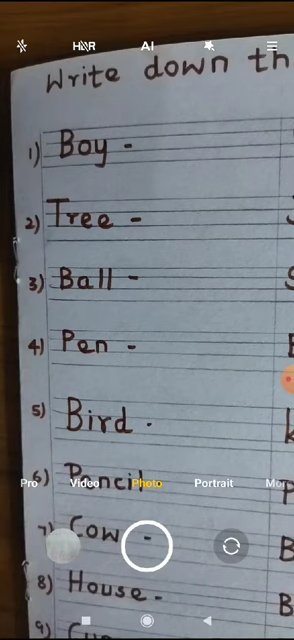 HDR AI
Write down th
1) Boy -
2) Tree -
3) Ball -
4) Pen -
5) Bird .
6) Pencil
Pro Video Photo Portrait
7) Cow -
8) House -
9)